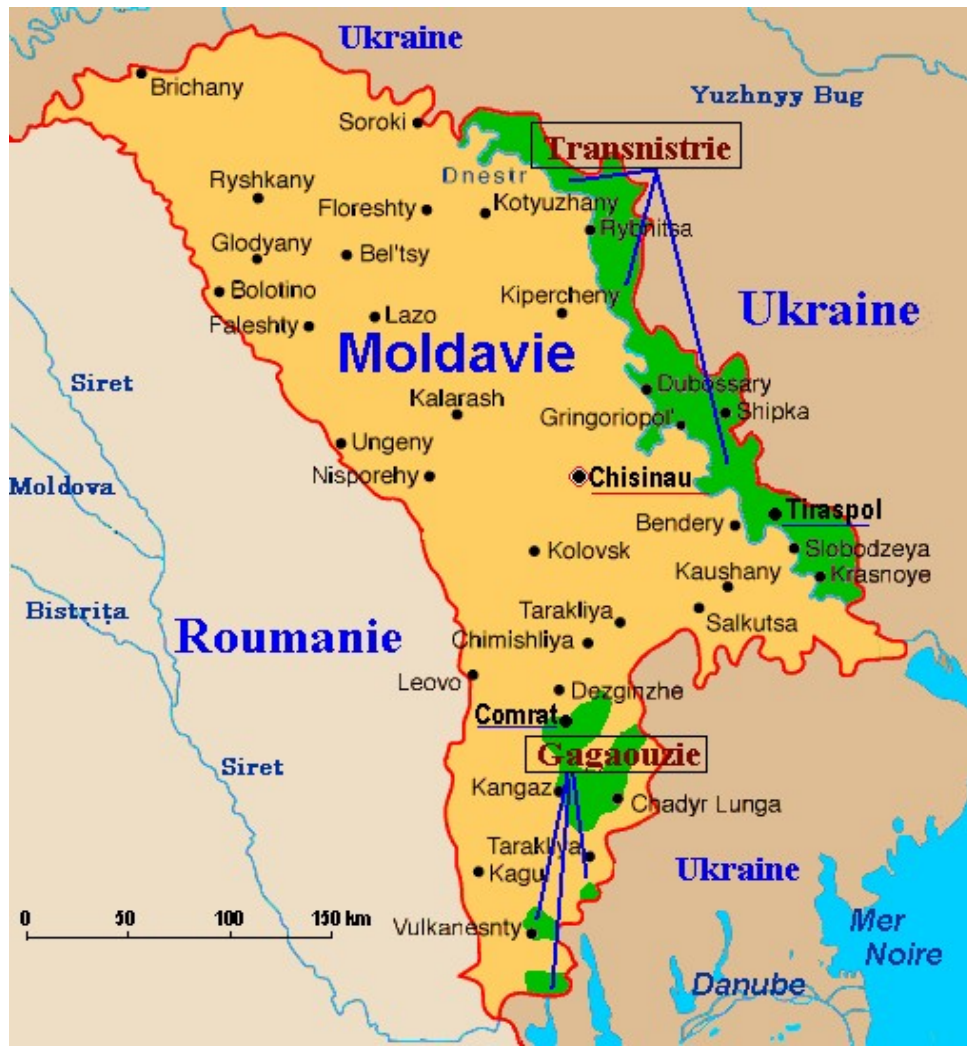 Ukraine
Brichany
Yuzhnyy Bug
Soroki
Transnistrie
Dnestr
Ryshkany
Floreshty
Kotyuzhany
Rybnitsa
Glodyany
Bel'tsy
Bolotino
Kipercheny
Ukraine
Faleshty
Lazo
Moldavie
Siret
Dubossary
Kalarash
Gringoriopol'
Shipka
Ungeny
Nisporehy
Chisinau
Moldova
Tiraspol
Bendery
Kolovsk
Slobodzeya
Kaushany
Krasnoye
Bistrița
Tarakliya
Salkutsa
Roumanie
Chimishliya
Leovo
Dezginzhe
Comrat
Gagaouzie
Siret
Kangaz
Chadyr Lunga
Tarakliya
Kagul
Ukraine
0 50 100 150 km
Vulkanesnty
Mer
Noire
Danube